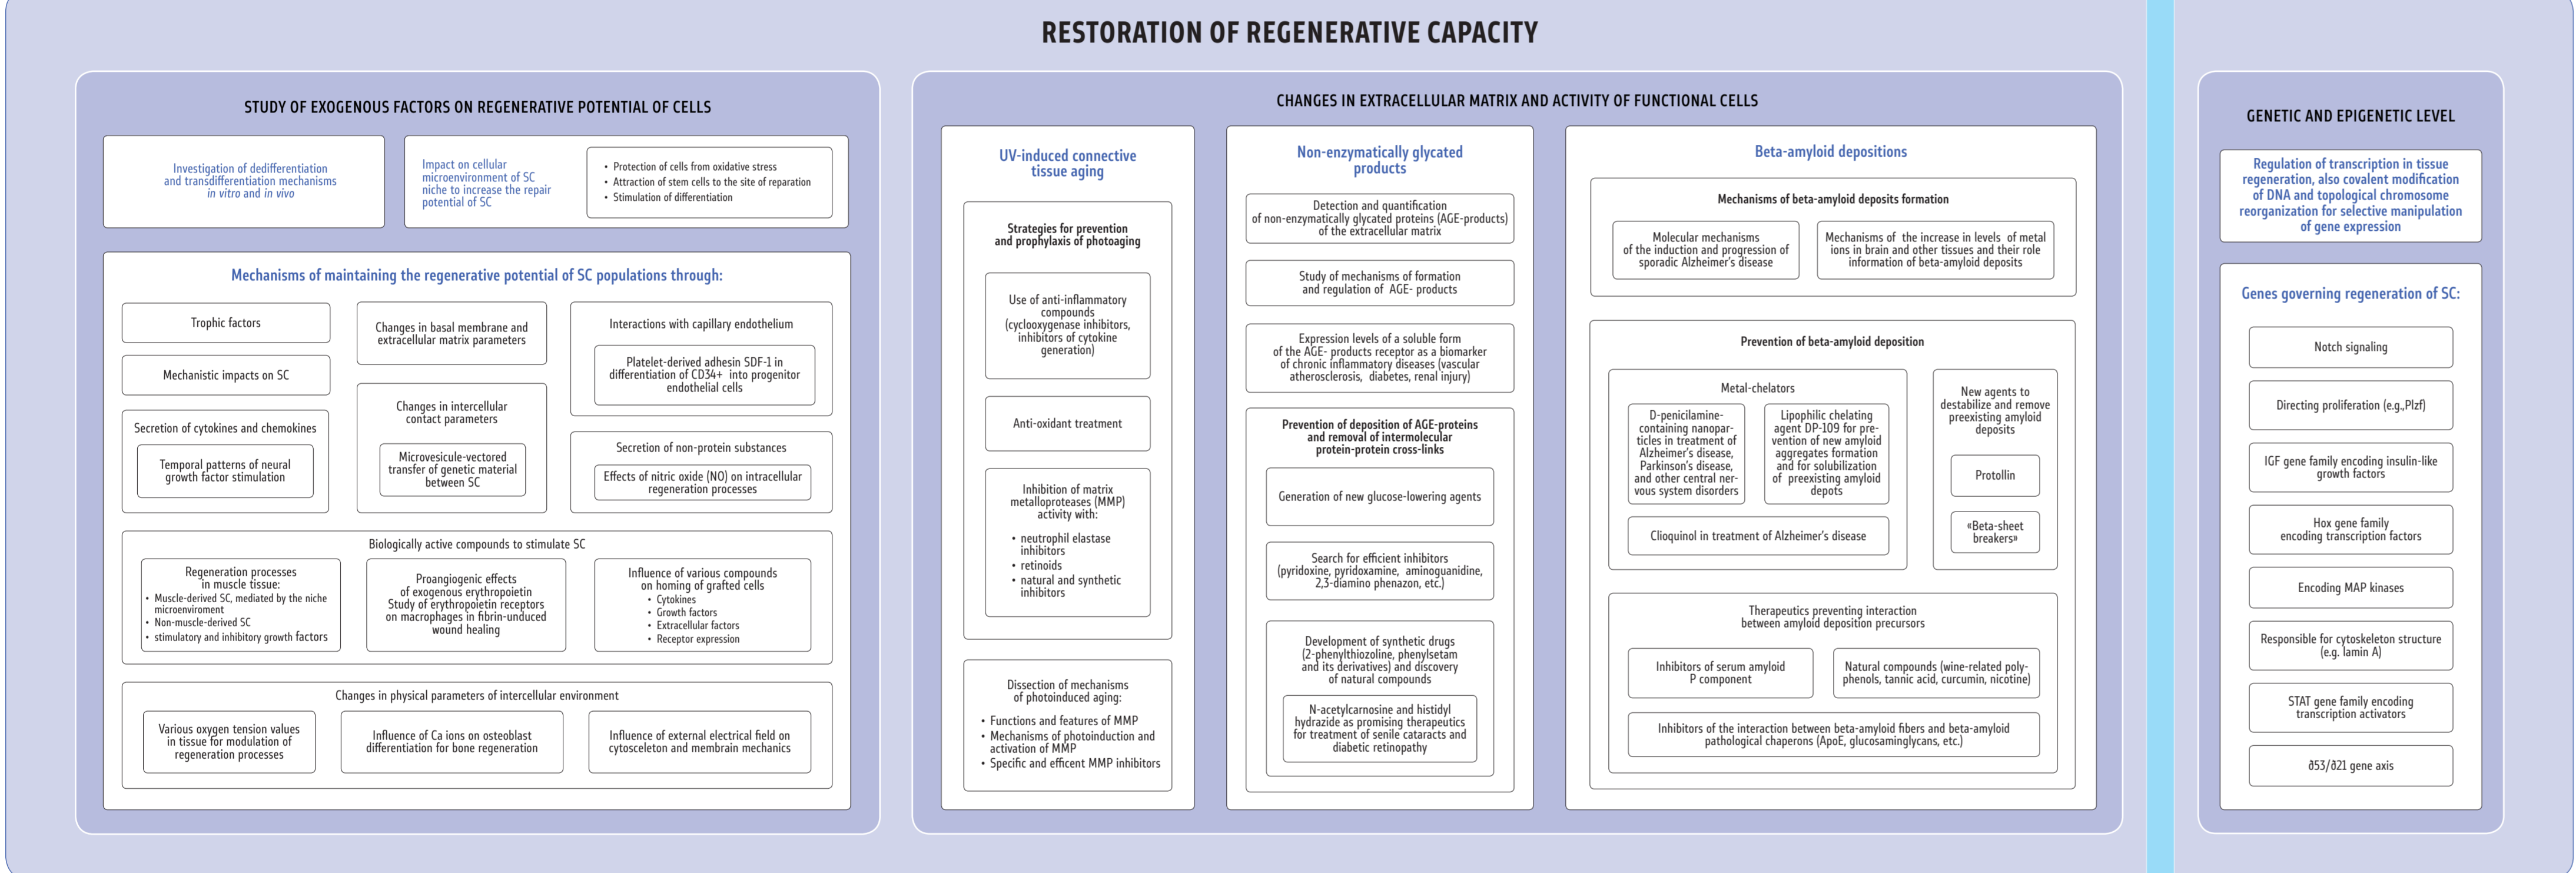 RESTORATION OF REGENERATIVE CAPACITY
STUDY OF EXOGENOUS FACTORS ON REGENERATIVE POTENTIAL OF CELLS
Investigation of dedifferentiation
and transdifferentiation mechanisms
in vitro and in vivo
Impact on cellular
microenvironment of SC
niche to increase the repair
potential of SC
• Protection of cells from oxidative stress
• Attraction of stem cells to the site of reparation
• Stimulation of differentiation
Mechanisms of maintaining the regenerative potential of SC populations through:
Trophic factors
Mechanistic impacts on SC
Secretion of cytokines and chemokines
Temporal patterns of neural
growth factor stimulation
Changes in basal membrane and
extracellular matrix parameters
Changes in intercellular
contact parameters
Microvesicule-vectored
transfer of genetic material
between SC
Interactions with capillary endothelium
Platelet-derived adhesin SDF-1 in
differentiation of CD34+ into progenitor
endothelial cells
Secretion of non-protein substances
Effects of nitric oxide (NO) on intracellular
regeneration processes
Biologically active compounds to stimulate SC
Regeneration processes
in muscle tissue:
• Muscle-derived SC, mediated by the niche
microenviroment
• Non-muscle-derived SC
• stimulatory and inhibitory growth factors
Proangiogenic effects
of exogenous erythropoietin
Study of erythropoietin receptors
on macrophages in fibrin-unduced
wound healing
Influence of various compounds
on homing of grafted cells
• Cytokines
• Growth factors
• Extracellular factors
• Receptor expression
Changes in physical parameters of intercellular environment
Various oxygen tension values
in tissue for modulation of
regeneration processes
Influence of Ca ions on osteoblast
differentiation for bone regeneration
Influence of external electrical field on
cytosceleton and membrain mechanics
CHANGES IN EXTRACELLULAR MATRIX AND ACTIVITY OF FUNCTIONAL CELLS
UV-induced connective
tissue aging
Strategies for prevention
and prophylaxis of photoaging
Use of anti-inflammatory
compounds
(cyclooxygenase inhibitors,
inhibitors of cytokine
generation)
Anti-oxidant treatment
Inhibition of matrix
metalloproteases (MMP)
activity with:
• neutrophil elastase
inhibitors
• retinoids
• natural and synthetic
inhibitors
Dissection of mechanisms
of photoinduced aging:
• Functions and features of MMP
• Mechanisms of photoinduction and
activation of MMP
• Specific and efficent MMP inhibitors
Non-enzymatically glycated
products
Detection and quantification
of non-enzymatically glycated proteins (AGE-products)
of the extracellular matrix
Study of mechanisms of formation
and regulation of AGE- products
Expression levels of a soluble form
of the AGE- products receptor as a biomarker
of chronic inflammatory diseases (vascular
atherosclerosis, diabetes, renal injury)
Prevention of deposition of AGE-proteins
and removal of intermolecular
protein-protein cross-links
Generation of new glucose-lowering agents
Search for efficient inhibitors
(pyridoxine, pyridoxamine, aminoguanidine,
2,3-diamino phenazon, etc.)
Development of synthetic drugs
(2-phenylthiozoline, phenylsetam
and its derivatives) and discovery
of natural compounds
N-acetylcarnosine and histidyl
hydrazide as promising therapeutics
for treatment of senile cataracts and
diabetic retinopathy
Beta-amyloid depositions
Mechanisms of beta-amyloid deposits formation
Molecular mechanisms
of the induction and progression of
sporadic Alzheimer's disease
Mechanisms of the increase in levels of metal
ions in brain and other tissues and their role
information of beta-amyloid deposits
Prevention of beta-amyloid deposition
Metal-chelators
D-penicilamine-
containing nanopar-
ticles in treatment of
Alzheimer's disease,
Parkinson's disease,
and other central ner-
vous system disorders
Lipophilic chelating
agent DP-109 for pre-
vention of new amyloid
aggregates formation
and for solubilization
of preexisting amyloid
depots
Clioquinol in treatment of Alzheimer's disease
New agents to
destabilize and remove
preexisting amyloid
deposits
Protollin
«Beta-sheet
breakers»
Therapeutics preventing interaction
between amyloid deposition precursors
Inhibitors of serum amyloid
P component
Natural compounds (wine-related poly-
phenols, tannic acid, curcumin, nicotine)
Inhibitors of the interaction between beta-amyloid fibers and beta-amyloid
pathological chaperons (ApoE, glucosaminglycans, etc.)
GENETIC AND EPIGENETIC LEVEL
Regulation of transcription in tissue
regeneration, also covalent modification
of DNA and topological chromosome
reorganization for selective manipulation
of gene expression
Genes governing regeneration of SC:
Notch signaling
Directing proliferation (e.g.,Plzf)
IGF gene family encoding insulin-like
growth factors
Hox gene family
encoding transcription factors
Encoding MAP kinases
Responsible for cytoskeleton structure
(e.g. lamin A)
STAT gene family encoding
transcription activators
ð53/ð21 gene axis